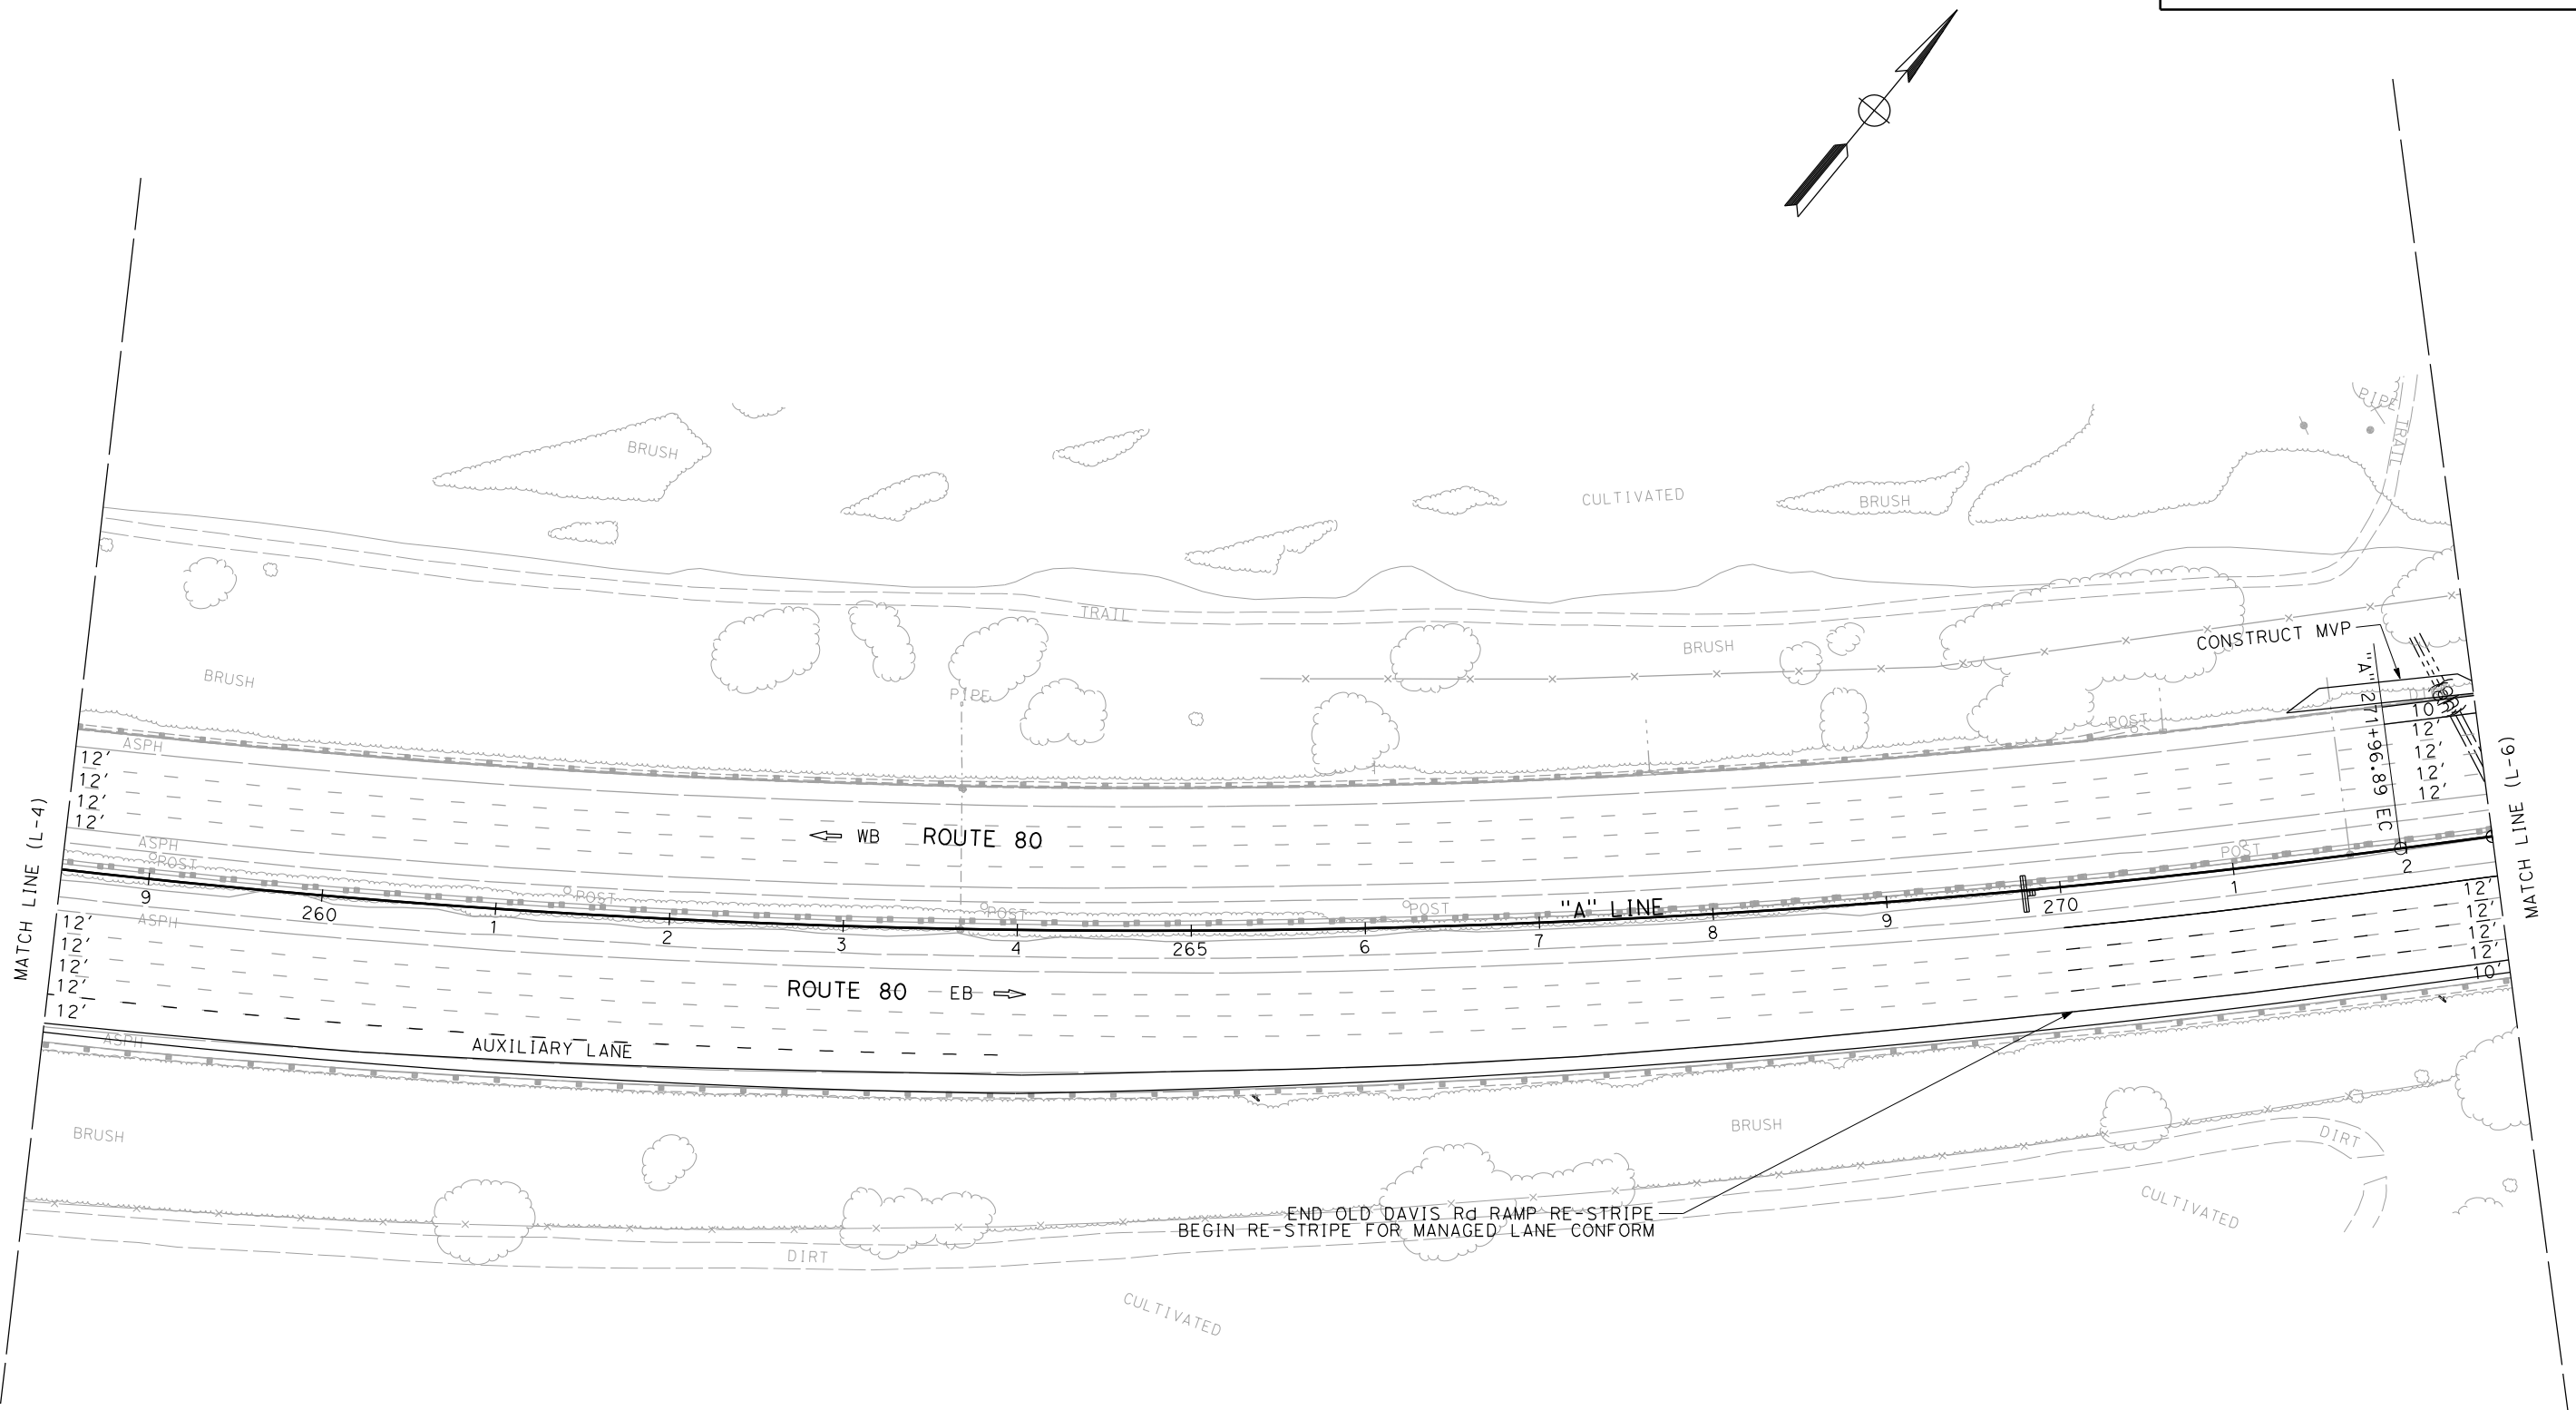 PIPE
TRAIL
BRUSH
CULTIVATED
BRUSH
TRAIL
BRUSH
CONSTRUCT MVP
BRUSH
PIPE
"A" 271+96.89 EC
POST
10'
12'
12'
12'
12'
ASPH
12'
12'
12'
12'
MATCH LINE (L-4)
MATCH LINE (L-6)
WB ROUTE 80
ASPH
POST
POST
POST
POST
POST
"A" LINE
9
260
1
2
3
4
265
6
7
8
9
270
1
2
ASPH
12'
12'
12'
12'
12'
12'
12'
12'
12'
10'
ROUTE 80 EB
AUXILIARY LANE
ASPH
BRUSH
BRUSH
DIRT
CULTIVATED
END OLD DAVIS Rd RAMP RE-STRIPE
BEGIN RE-STRIPE FOR MANAGED LANE CONFORM
DIRT
CULTIVATED